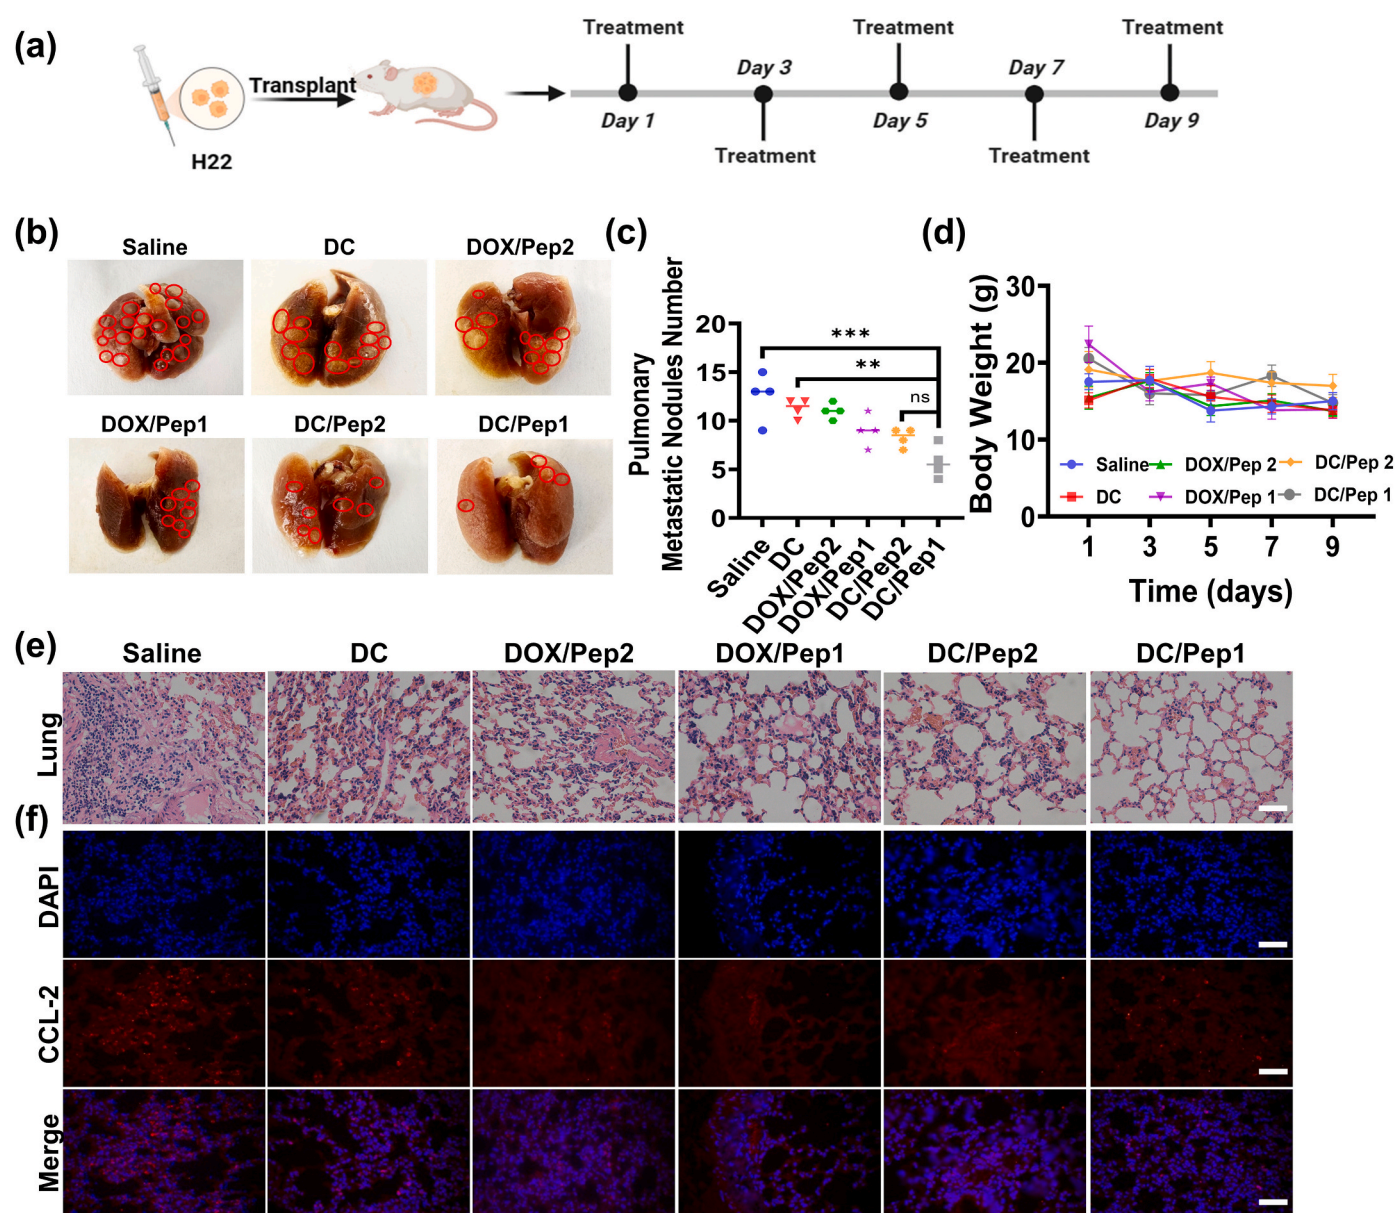 (a)
Treatment
Treatment
Treatment
Transplant
Day 3
Day 7
Day 1
Day 5
Day 9
H22
Treatment
Treatment
(b)
Saline
DC
DOX/Pep2
DOX/Pep1
DC/Pep2
DC/Pep1
(c)
Pulmonary
Metastatic Nodules Number
20
15
10
5
0
***
**
ns
Saline
DC
DOX/Pep2
DOX/Pep1
DC/Pep2
DC/Pep1
(d)
Body Weight (g)
30
20
10
0
Saline
DOX/Pep 2
DC/Pep 2
DC
DOX/Pep 1
DC/Pep 1
1 3 5 7 9
Time (days)
(e)
Saline
DC
DOX/Pep2
DOX/Pep1
DC/Pep2
DC/Pep1
Lung
(f)
DAPI
CCL-2
Merge